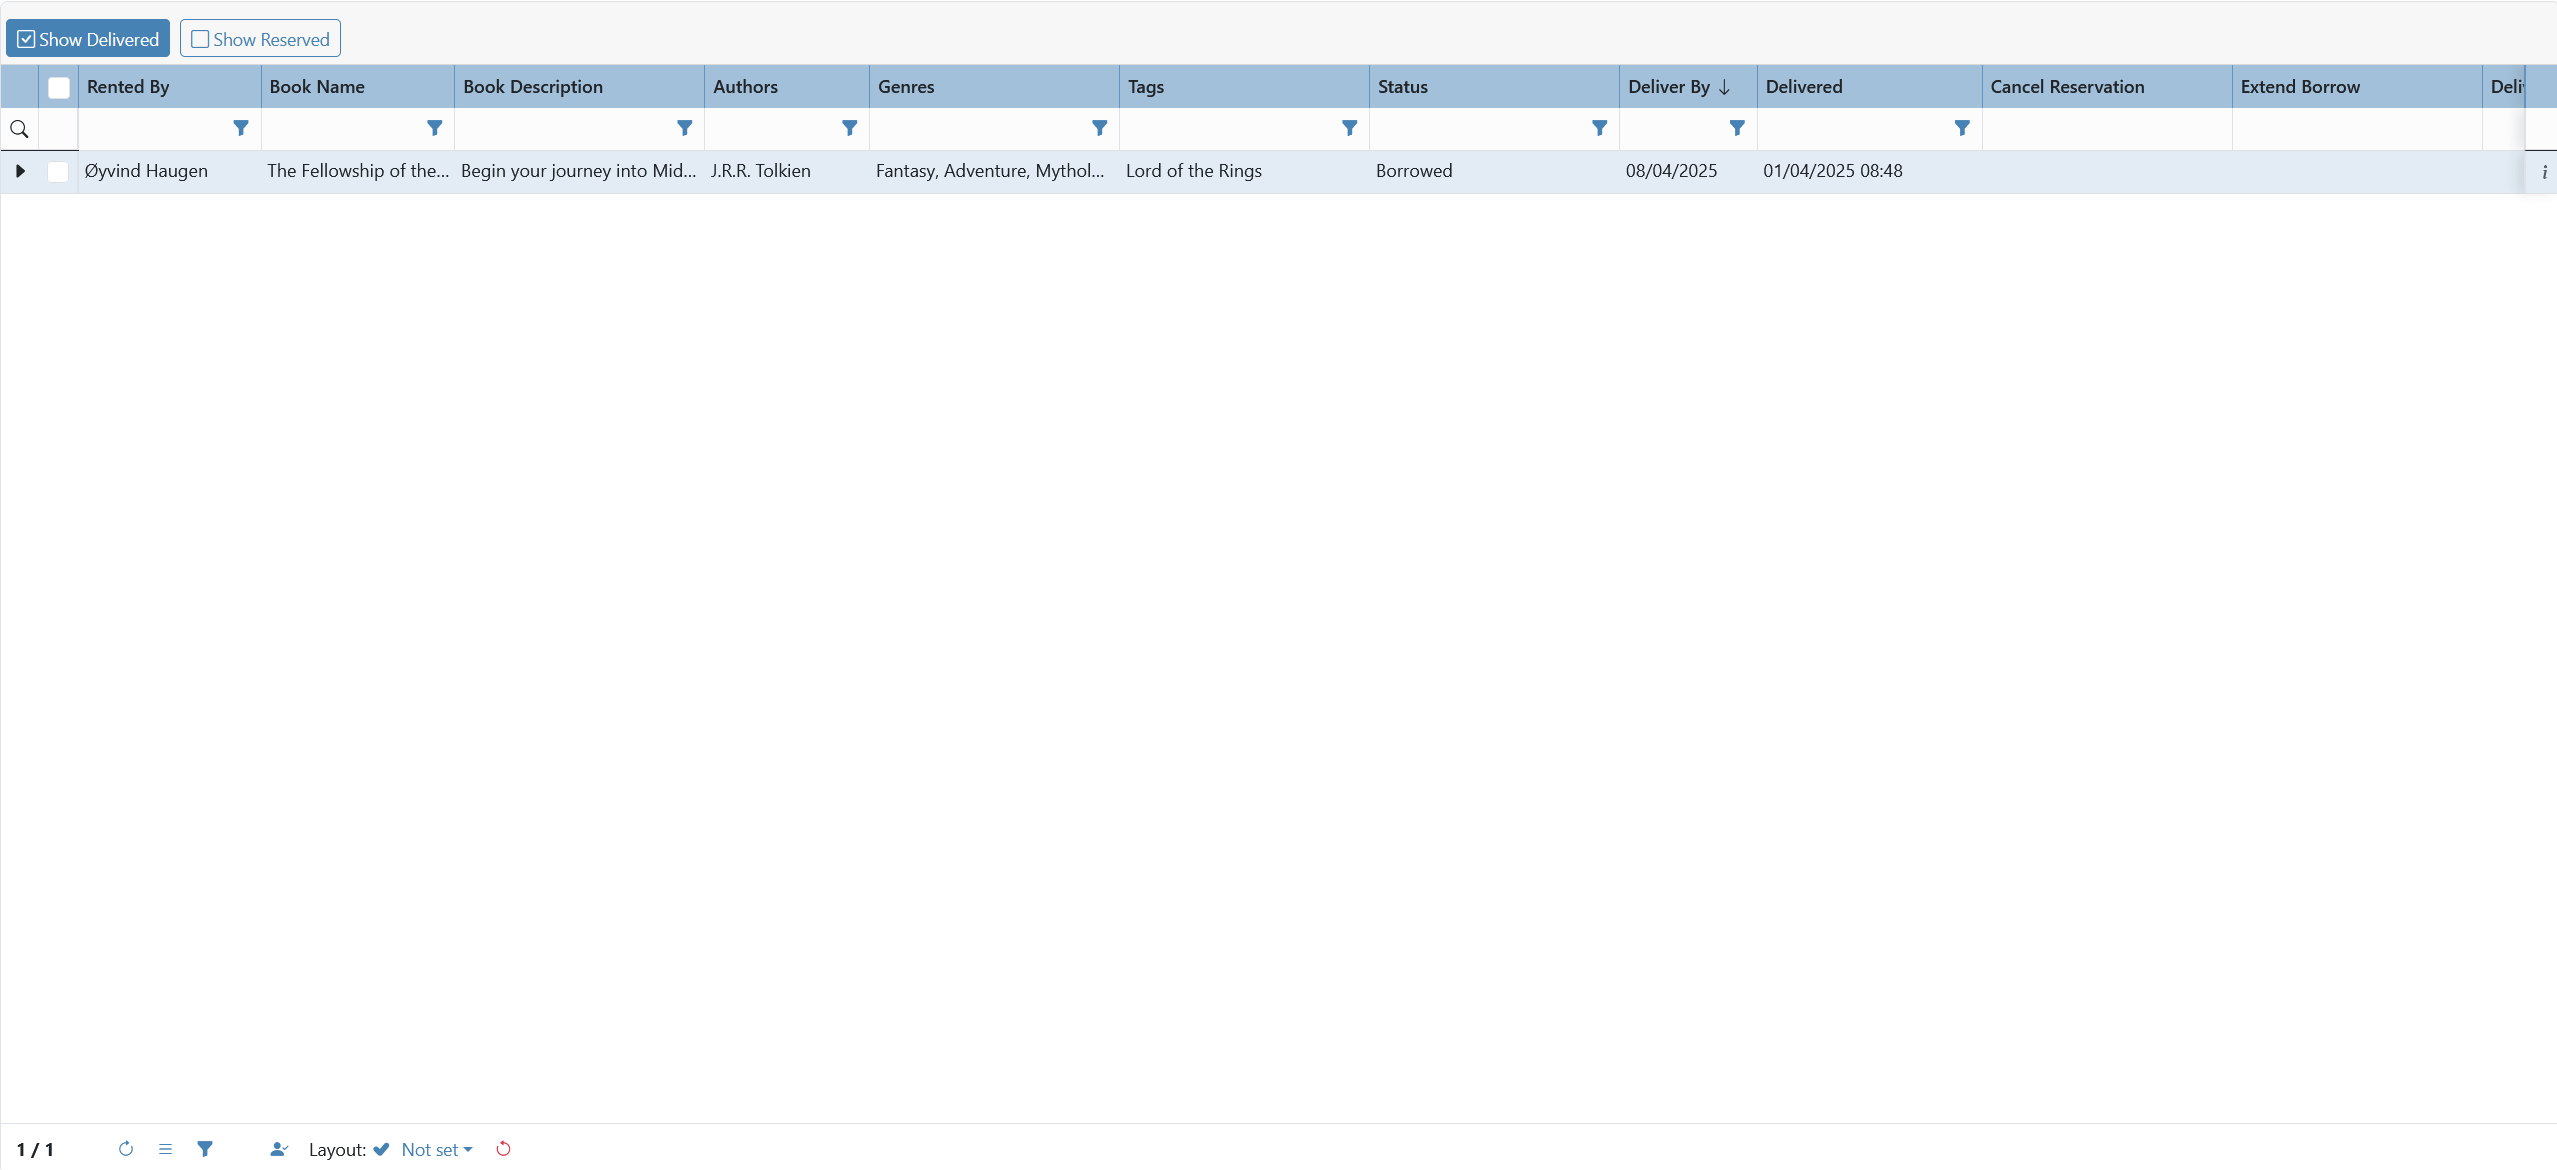 Show Delivered Show Reserved
Rented By Book Name Book Description Authors Genres Tags Status Deliver By Delivered Cancel Reservation Extend Borrow Deli
Øyvind Haugen The Fellowship of the... Begin your journey into Mid... J.R.R. Tolkien Fantasy, Adventure, Mythol... Lord of the Rings Borrowed 08/04/2025 01/04/2025 08:48 i
1 / 1 Layout: Not set